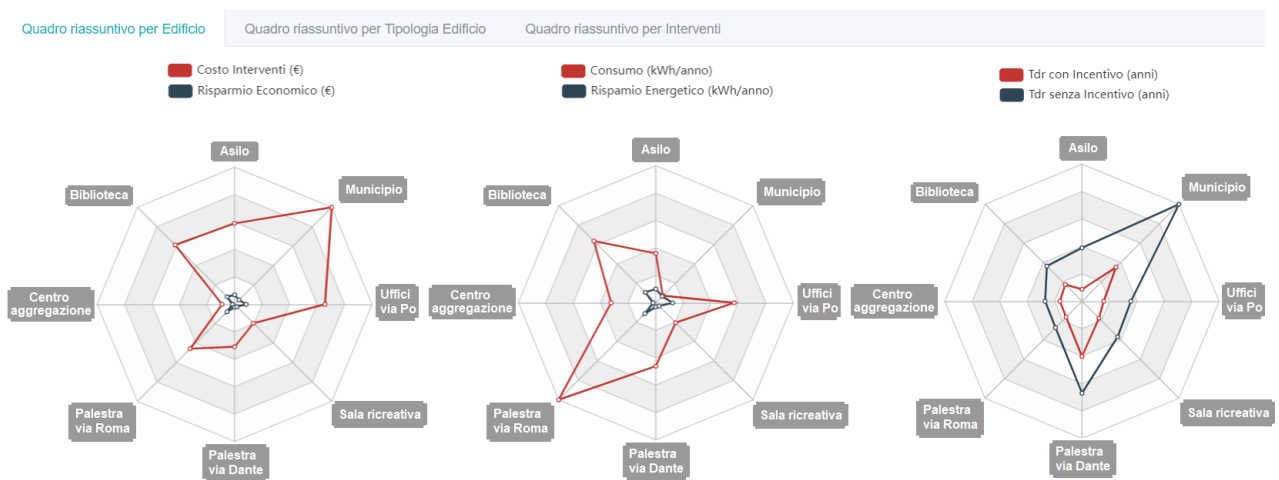 Quadro riassuntivo per Edificio
Quadro riassuntivo per Tipologia Edificio
Quadro riassuntivo per Interventi
Costo Interventi (€)
Risparmio Economico (€)
Asilo
Municipio
Biblioteca
Centro
aggregazione
Uffici
via Po
Palestra
via Roma
Sala ricreativa
Palestra
via Dante
Consumo (kWh/anno)
Rispamio Energetico (kWh/anno)
Asilo
Municipio
Biblioteca
Centro
aggregazione
Uffici
via Po
Palestra
via Roma
Sala ricreativa
Palestra
via Dante
Tdr con Incentivo (anni)
Tdr senza Incentivo (anni)
Asilo
Municipio
Biblioteca
Centro
aggregazione
Uffici
via Po
Palestra
via Roma
Sala ricreativa
Palestra
via Dante